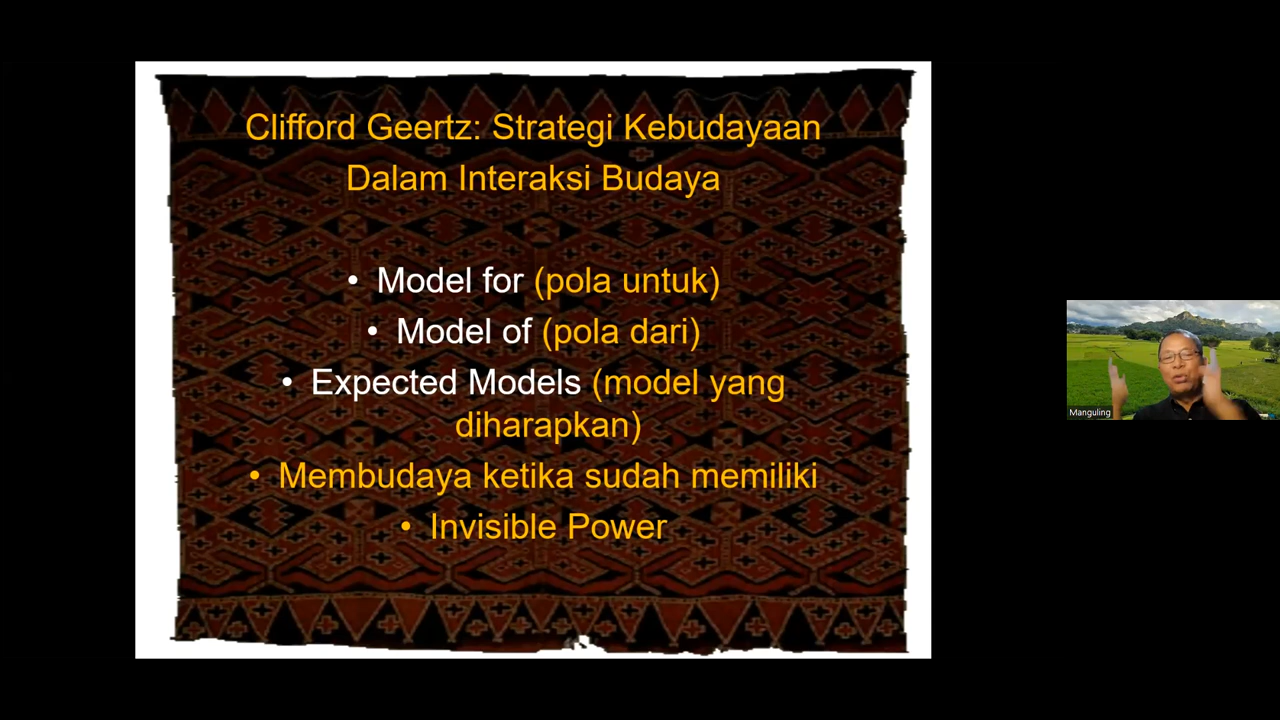 Clifford Geertz: Strategi Kebudayaan
Dalam Interaksi Budaya
• Model for (pola untuk)
• Model of (pola dari)
• Expected Models (model yang
diharapkan)
• Membudaya ketika sudah memiliki
• Invisible Power
Manguling